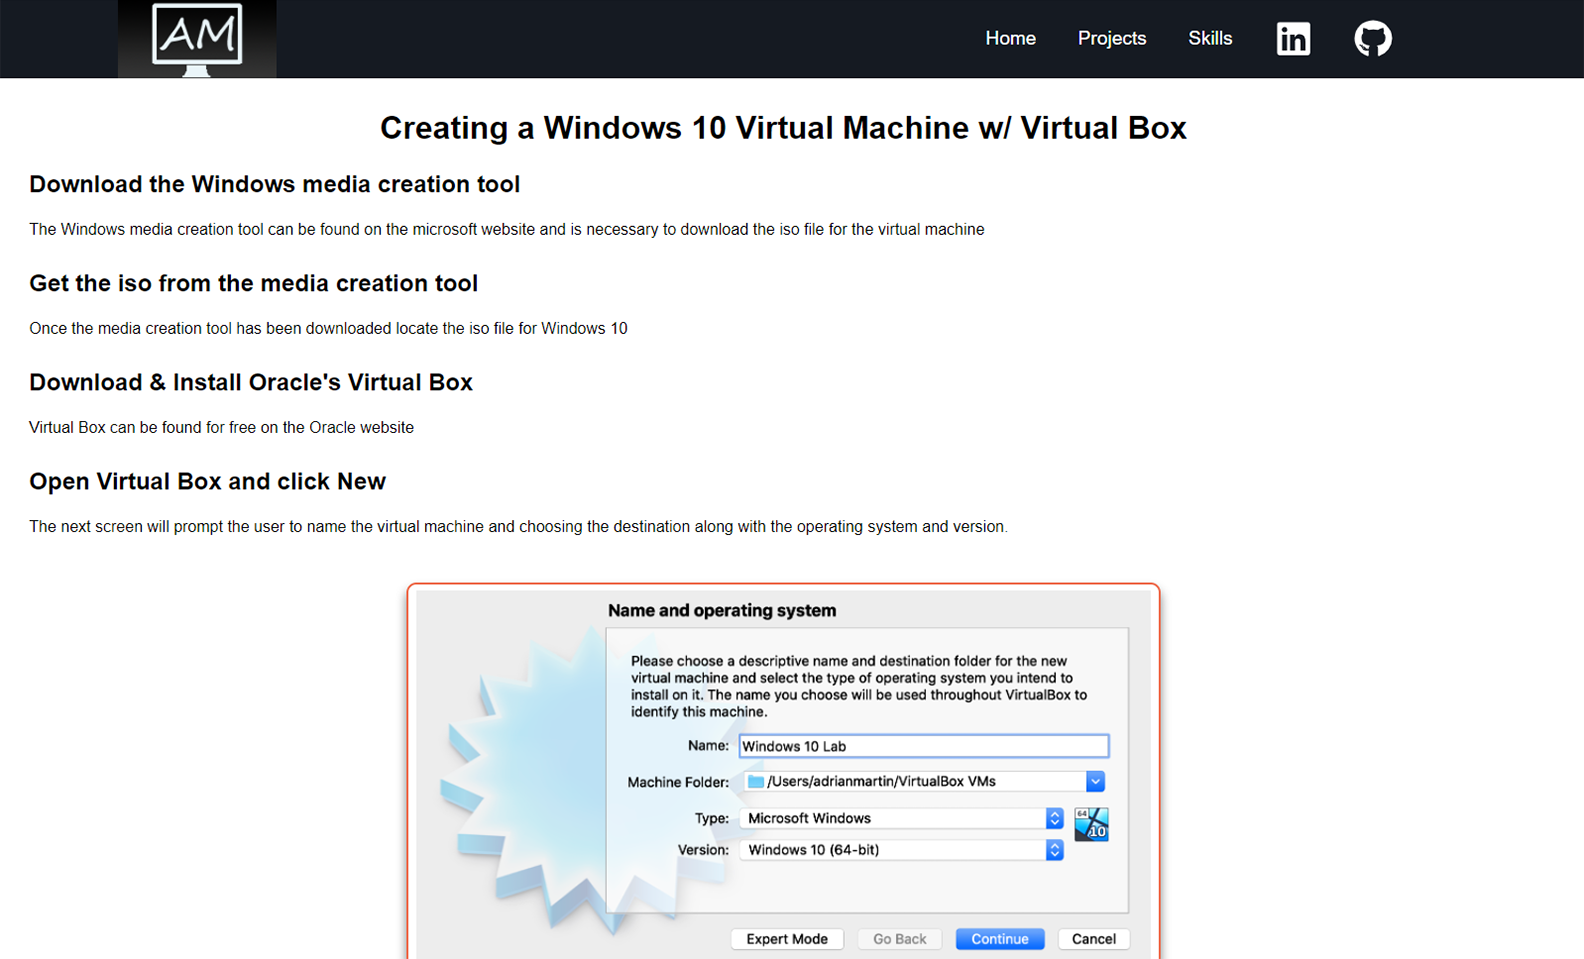 AM
Home Projects Skills in
Creating a Windows 10 Virtual Machine w/ Virtual Box
Download the Windows media creation tool
The Windows media creation tool can be found on the microsoft website and is necessary to download the iso file for the virtual machine
Get the iso from the media creation tool
Once the media creation tool has been downloaded locate the iso file for Windows 10
Download & Install Oracle's Virtual Box
Virtual Box can be found for free on the Oracle website
Open Virtual Box and click New
The next screen will prompt the user to name the virtual machine and choosing the destination along with the operating system and version.
Name and operating system
Please choose a descriptive name and destination folder for the new
virtual machine and select the type of operating system you intend to
install on it. The name you choose will be used throughout VirtualBox to
identify this machine.
Name: Windows 10 Lab
Machine Folder: /Users/adrianmartin/VirtualBox VMs
Type: Microsoft Windows
64
10
Version: Windows 10 (64-bit)
Expert Mode Go Back Continue Cancel